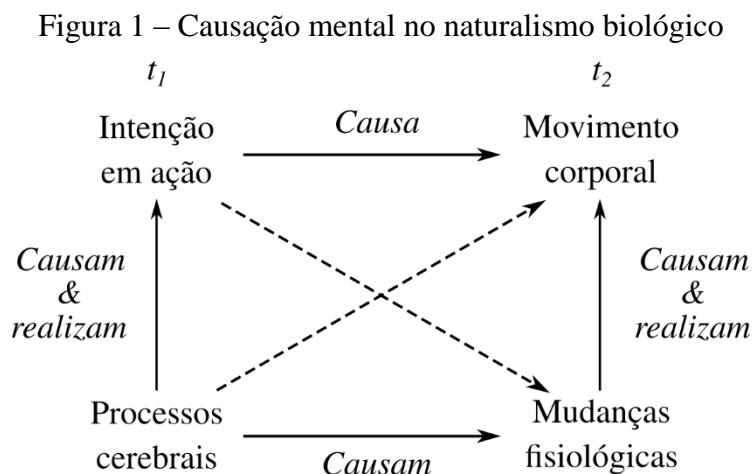 Figura 1 – Causação mental no naturalismo biológico
t1
t2
Intenção
em ação
Causa
Movimento
corporal
Causam
&
realizam
Causam
&
realizam
Processos
cerebrais
Causam
Mudanças
fisiológicas